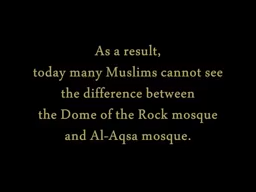 As a result,
today many Muslims cannot see
the difference between
the Dome of the Rock mosque
and Al-Aqsa mosque.